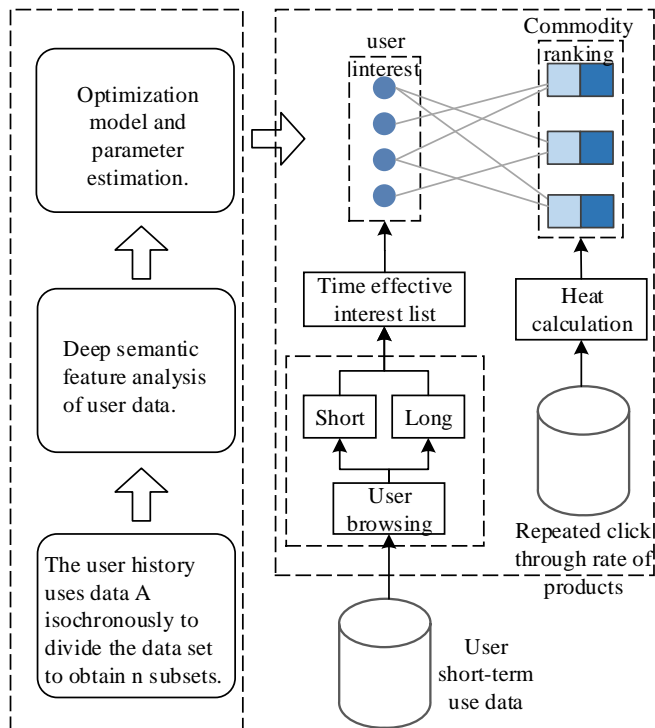 Optimization
model and
parameter
estimation.
Deep semantic
feature analysis
of user data.
The user history
uses data A
isochronously to
divide the data set
to obtain n subsets.
user
interest
Commodity
ranking
Time effective
interest list
Heat
calculation
Short
Long
User
browsing
Repeated click
through rate of
products
User
short-term
use data